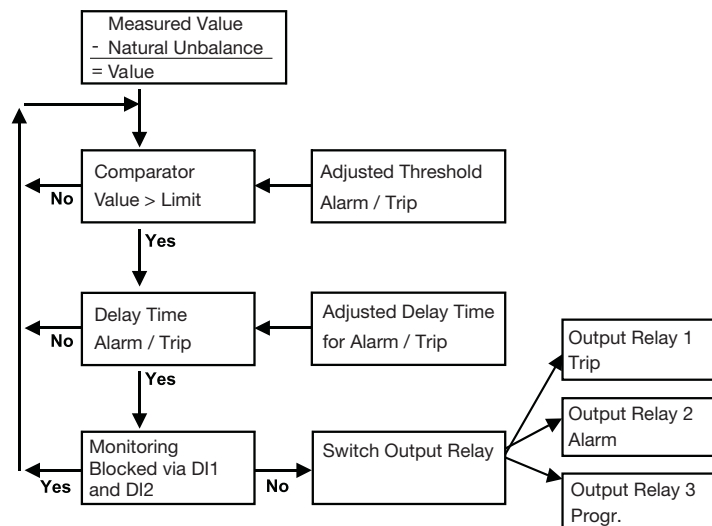 Measured Value
- Natural Unbalance
= Value
Comparator
Value > Limit
Adjusted Threshold
Alarm / Trip
No
Yes
Delay Time
Alarm / Trip
Adjusted Delay Time
for Alarm / Trip
No
Yes
Output Relay 1
Trip
Monitoring
Blocked via DI1
and DI2
Switch Output Relay
Output Relay 2
Alarm
Yes
No
Output Relay 3
Progr.